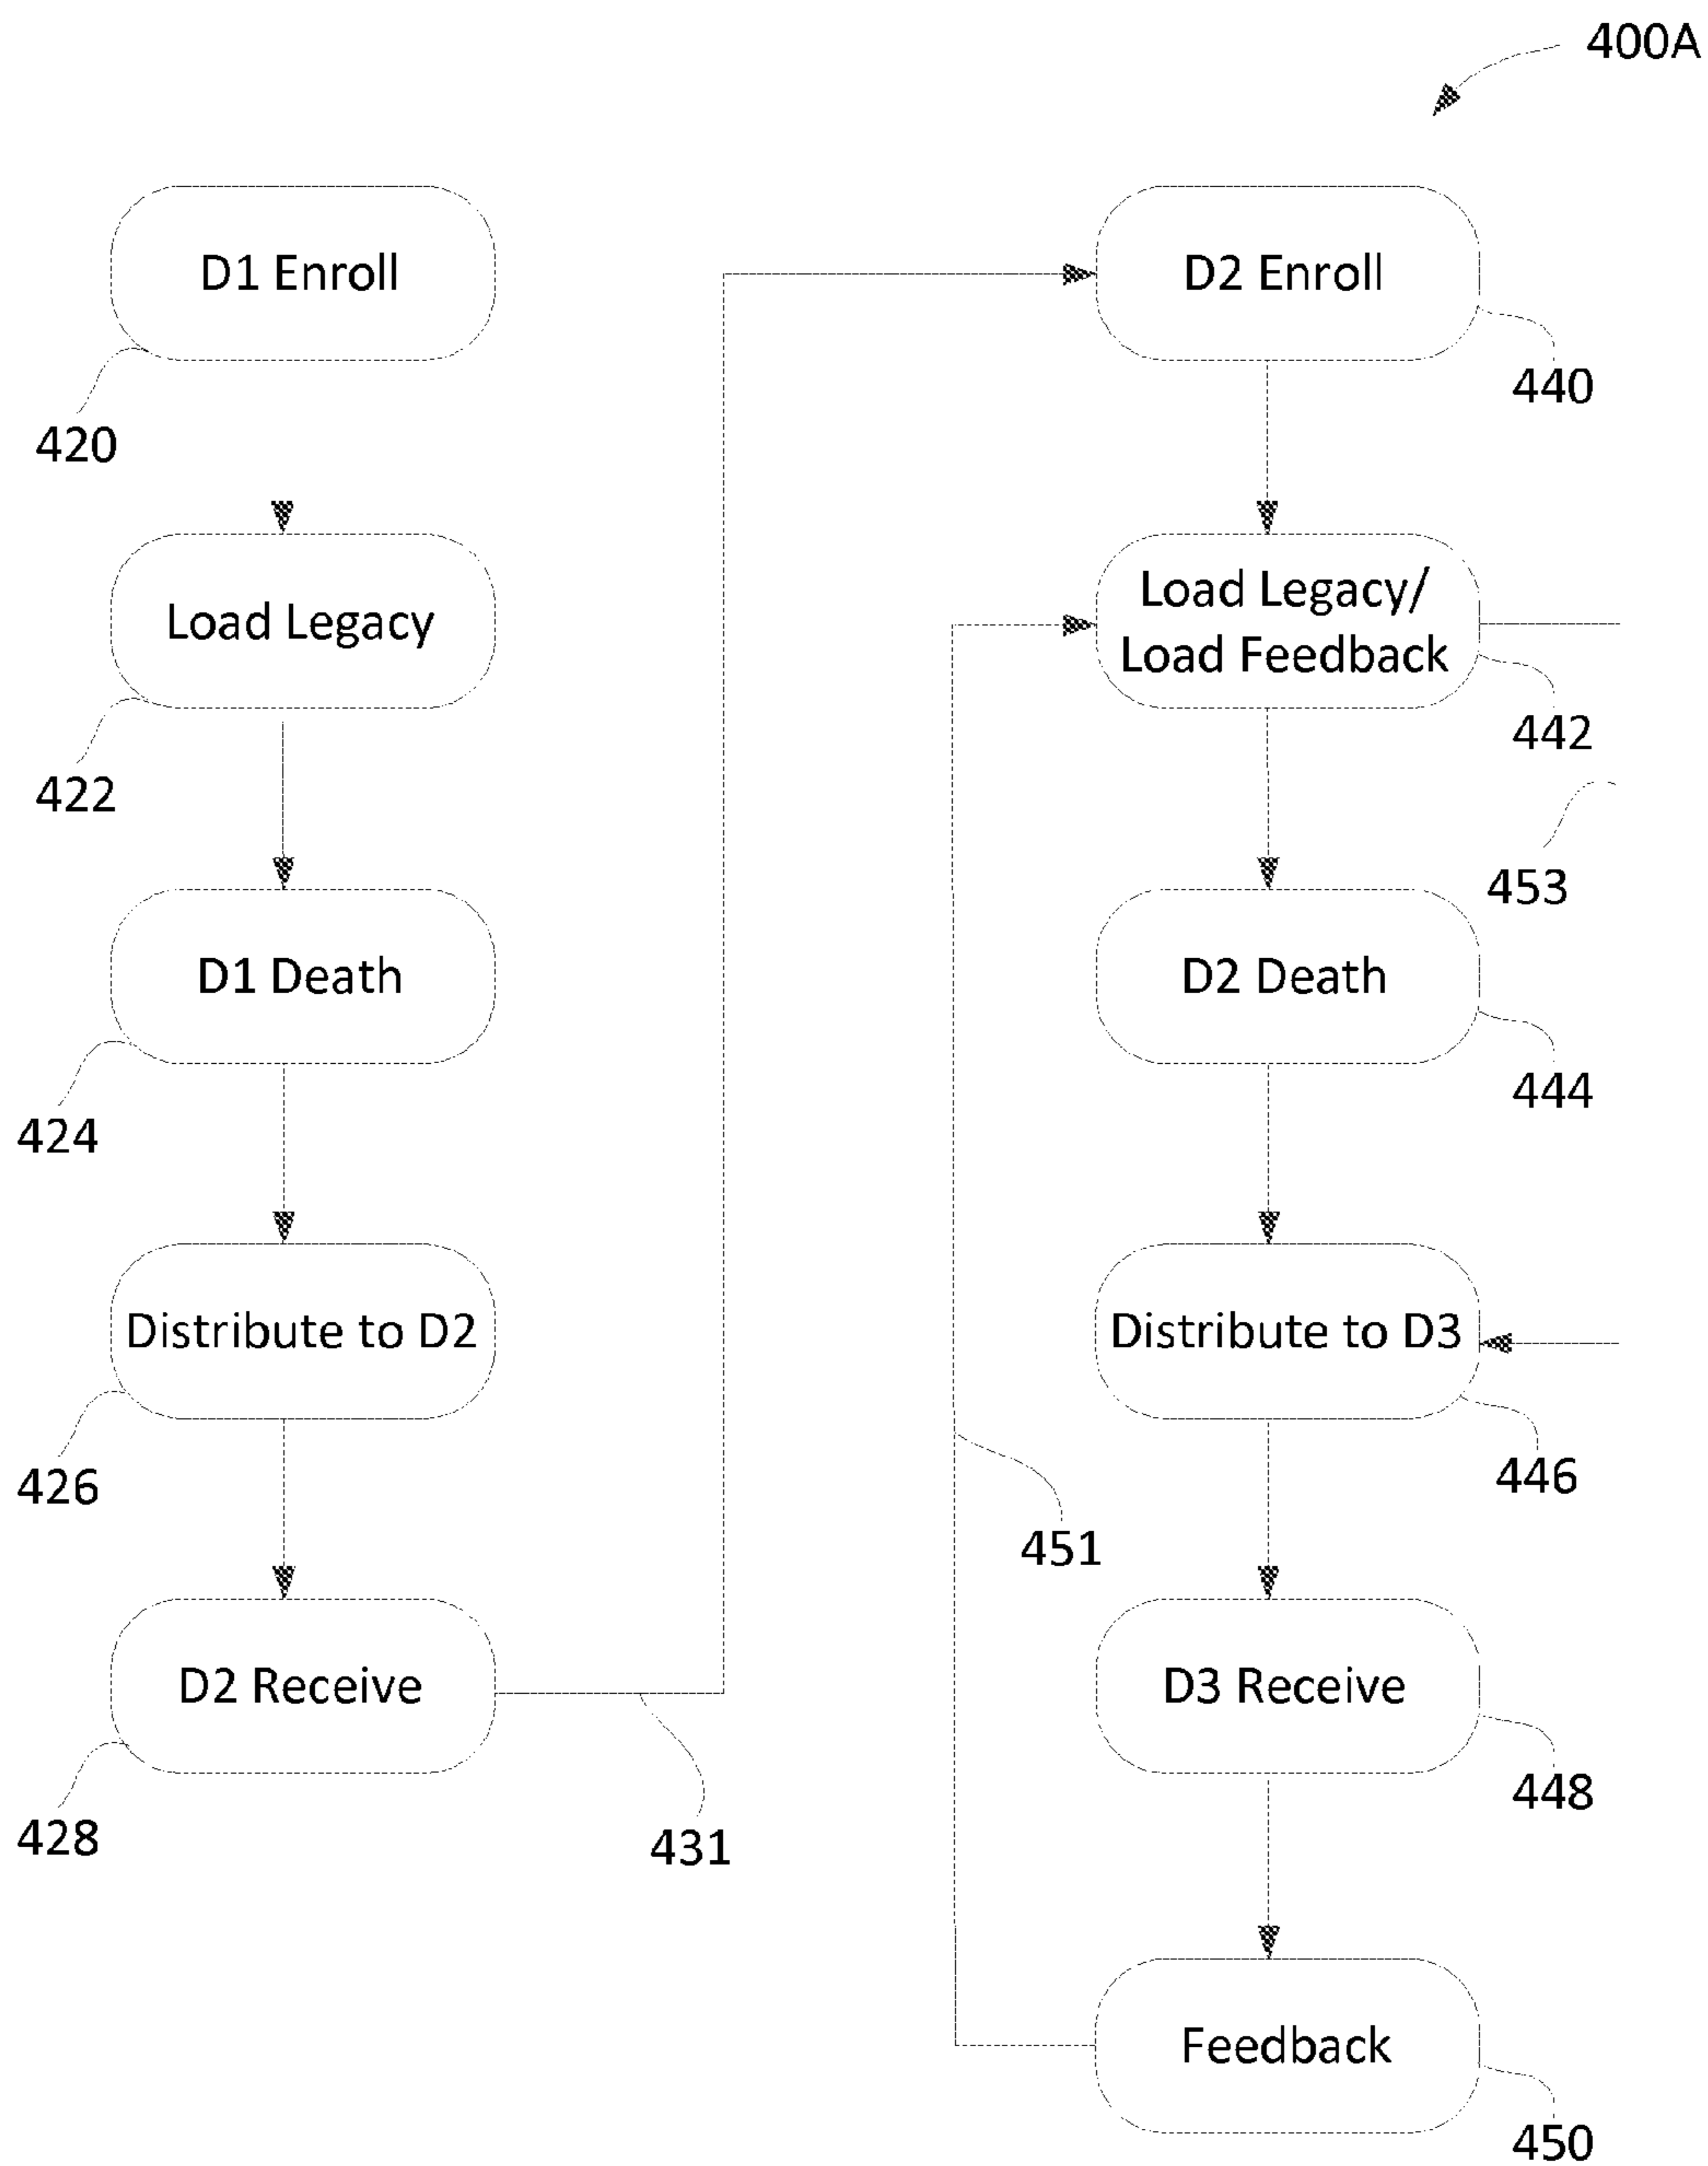 400A
D1 Enroll
420
Load Legacy
422
D1 Death
424
Distribute to D2
426
D2 Receive
428
431
D2 Enroll
440
Load Legacy/
Load Feedback
442
453
D2 Death
444
Distribute to D3
446
451
D3 Receive
448
Feedback
450